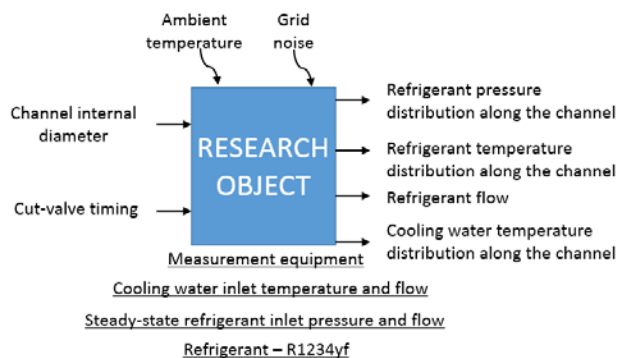 Ambient
temperature
Grid
noise
Channel internal
diameter
Cut-valve timing
RESEARCH
OBJECT
Refrigerant pressure
distribution along the channel
Refrigerant temperature
distribution along the channel
Refrigerant flow
Cooling water temperature
distribution along the channel
Measurement equipment
Cooling water inlet temperature and flow
Steady-state refrigerant inlet pressure and flow
Refrigerant – R1234yf